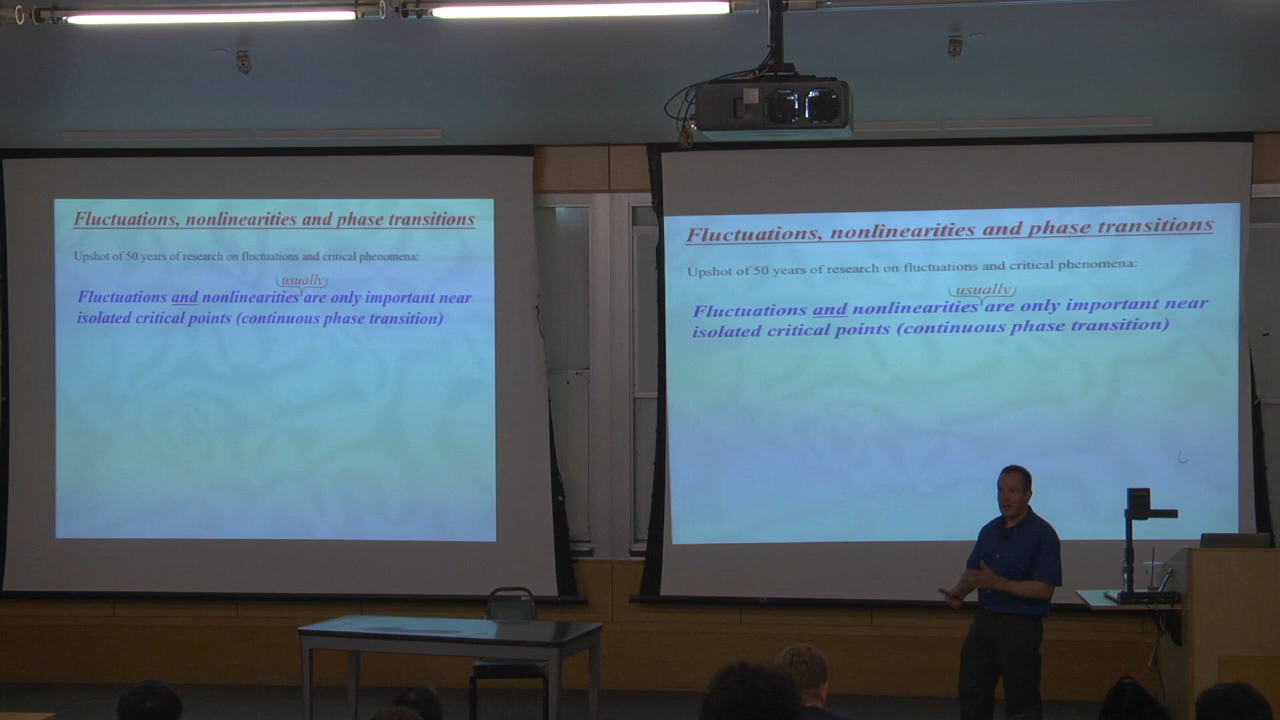 Fluctuations, nonlinearities and phase transitions
Upshot of 50 years of research on fluctuations and critical phenomena:
usually
Fluctuations and nonlinearities are only important near
isolated critical points (continuous phase transition)
Fluctuations, nonlinearities and phase transitions
Upshot of 50 years of research on fluctuations and critical phenomena:
usually
Fluctuations and nonlinearities are only important near
isolated critical points (continuous phase transition)